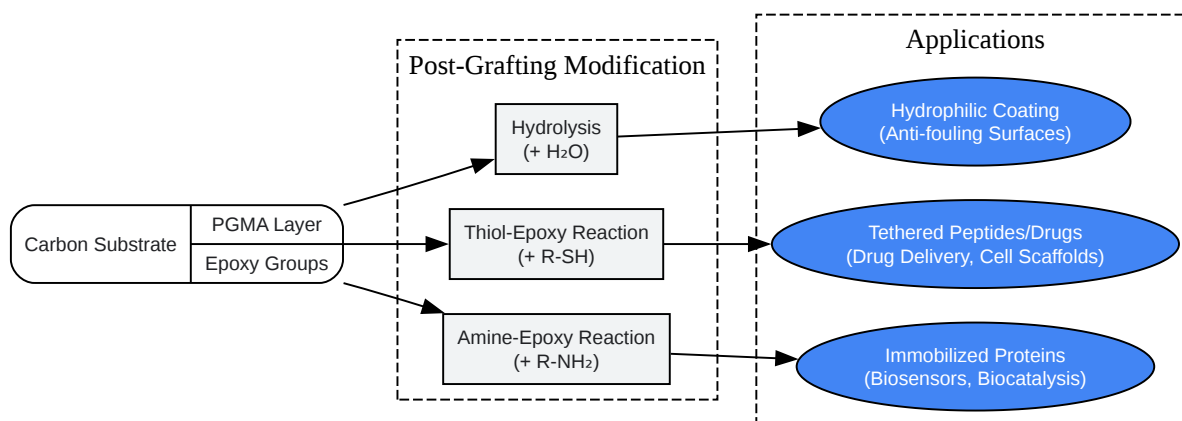 Applications
Post-Grafting Modification
Hydrolysis
(+ H₂O)
Hydrophilic Coating
(Anti-fouling Surfaces)
Carbon Substrate
PGMA Layer
Epoxy Groups
Thiol-Epoxy Reaction
(+ R-SH)
Tethered Peptides/Drugs
(Drug Delivery, Cell Scaffolds)
Amine-Epoxy Reaction
(+ R-NH₂)
Immobilized Proteins
(Biosensors, Biocatalysis)